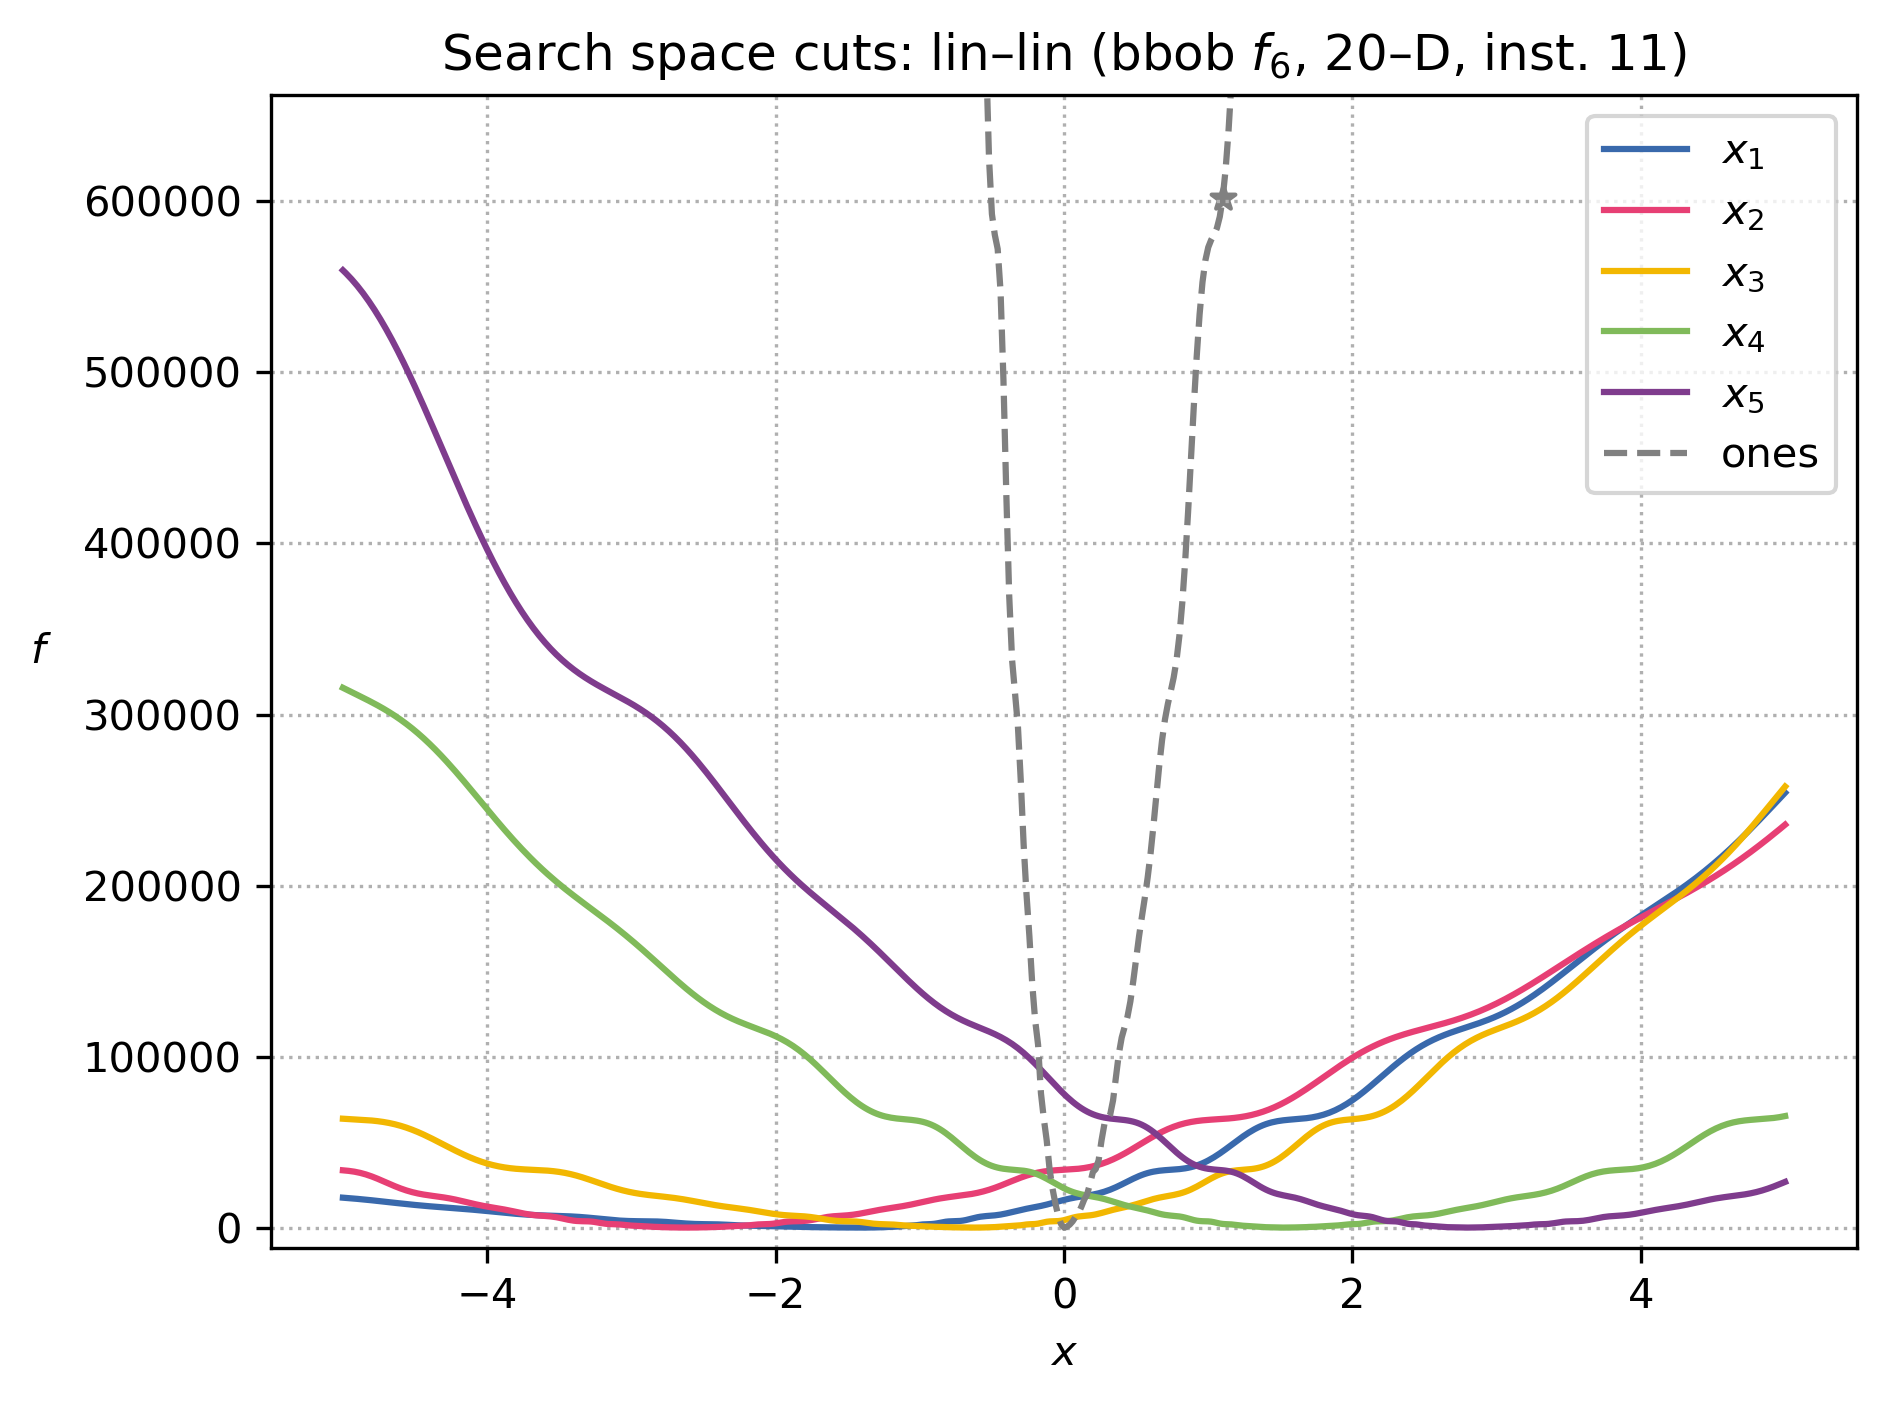 Search space cuts: lin–lin (bbob f₆, 20–D, inst. 11)
x₁
x₂
x₃
x₄
x₅
ones
600000
500000
400000
300000
200000
100000
0
f
−4 −2 0 2 4
x